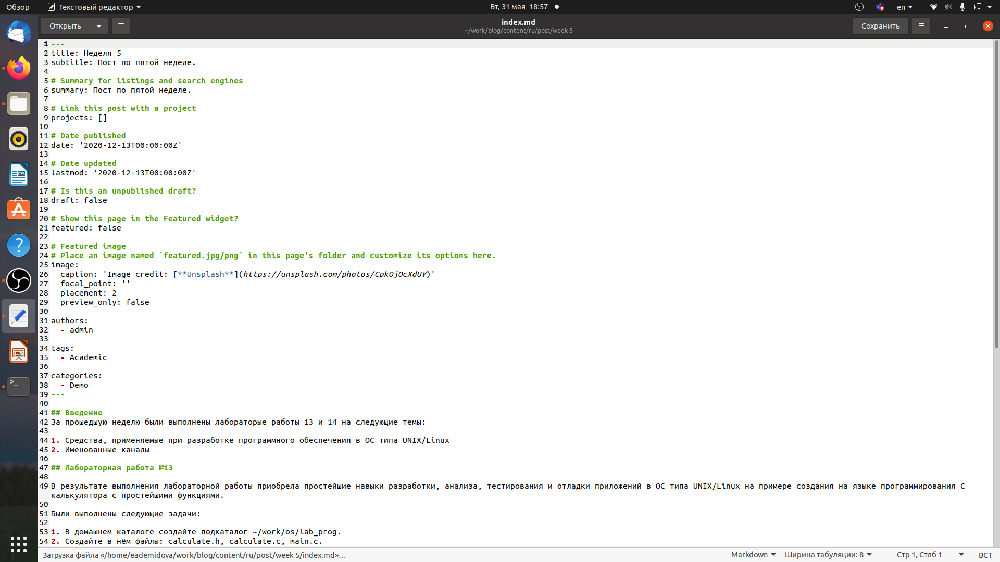 Обзор
Текстовый редактор
Вт, 31 мая 18:57
en
Открыть
index.md
~/work/blog/content/ru/post/week 5
Сохранить
1 ---
2 title: Неделя 5
3 subtitle: Пост по пятой неделе.
4
5 # Summary for listings and search engines
6 summary: Пост по пятой неделе.
7
8 # Link this post with a project
9 projects: []
10
11 # Date published
12 date: '2020-12-13T00:00:00Z'
13
14 # Date updated
15 lastmod: '2020-12-13T00:00:00Z'
16
17 # Is this an unpublished draft?
18 draft: false
19
20 # Show this page in the Featured widget?
21 featured: false
22
23 # Featured image
24 # Place an image named `featured.jpg/png` in this page's folder and customize its options here.
25 image:
26   caption: 'Image credit: [**Unsplash**](https://unsplash.com/photos/CpkOjOcXdUY)'
27   focal_point: ''
28   placement: 2
29   preview_only: false
30
31 authors:
32   - admin
33
34 tags:
35   - Academic
36
37 categories:
38   - Demo
39 ---
40
41 ## Введение
42 За прошедшую неделю были выполнены лабораторые работы 13 и 14 на следующие темы:
43
44 1. Средства, применяемые при разработке программного обеспечения в ОС типа UNIX/Linux
45 2. Именованные каналы
46
47 ## Лабораторная работа №13
48
49 В результате выполнения лабораторной работы приобрела простейшие навыки разработки, анализа, тестирования и отладки приложений в ОС типа UNIX/Linux на примере создания на языке программирования С
калькулятора с простейшими функциями.
50
51 Были выполнены следующие задачи:
52
53 1. В домашнем каталоге создайте подкаталог ~/work/os/lab_prog.
54 2. Создайте в нём файлы: calculate.h, calculate.c, main.c.
Загрузка файла «/home/eademidova/work/blog/content/ru/post/week 5/index.md»…
Markdown
Ширина табуляции: 8
Стр 1, Стлб 1
ВСТ